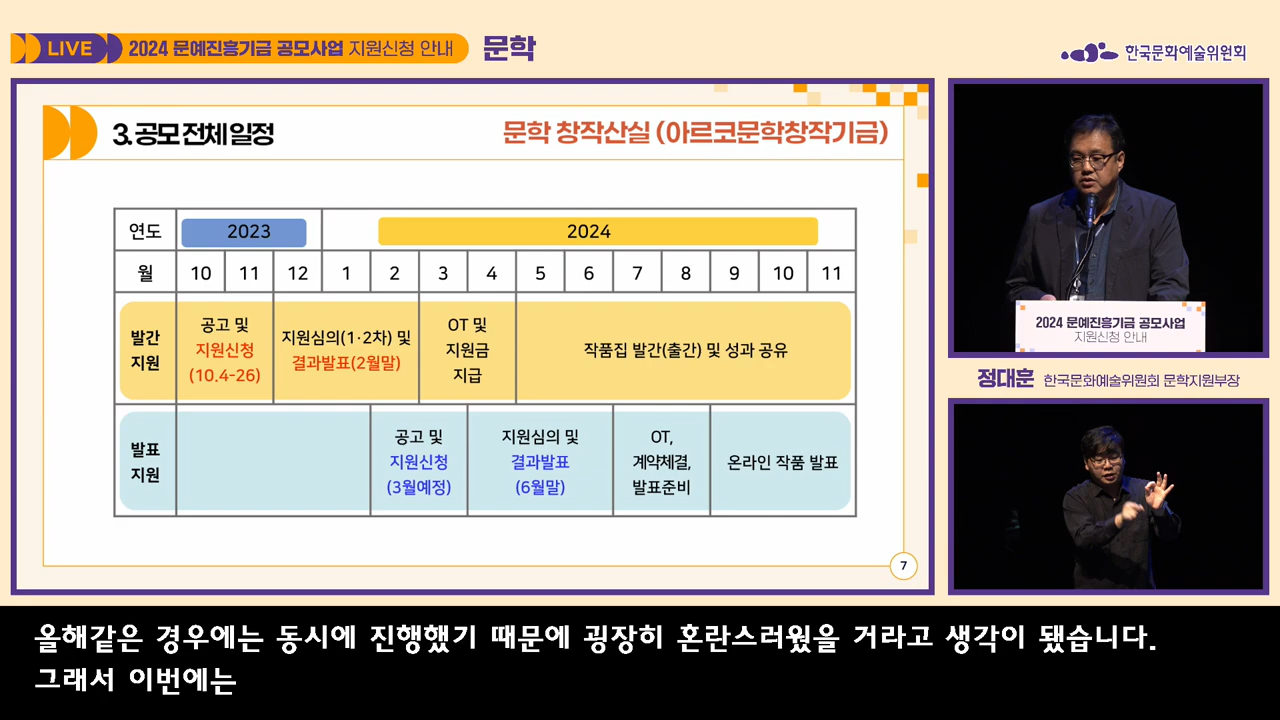 LIVE 2024 문예진흥기금 공모사업 지원신청 안내 문학
한국문화예술위원회
3. 공모 전체 일정
문학 창작산실 (아르코문학창작기금)
연도 2023 2024
월 10 11 12 1 2 3 4 5 6 7 8 9 10 11
발간
지원
공고 및
지원신청
(10.4-26)
지원심의(1·2차) 및
결과발표(2월말)
OT 및
지원금
지급
작품집 발간(출간) 및 성과 공유
발표
지원
공고 및
지원신청
(3월예정)
지원심의 및
결과발표
(6월말)
OT,
계약체결,
발표준비
온라인 작품 발표
7
2024 문예진흥기금 공모사업
지원신청 안내
정대훈 한국문화예술위원회 문학지원부장
올해같은 경우에는 동시에 진행했기 때문에 굉장히 혼란스러웠을 거라고 생각이 됐습니다.
그래서 이번에는